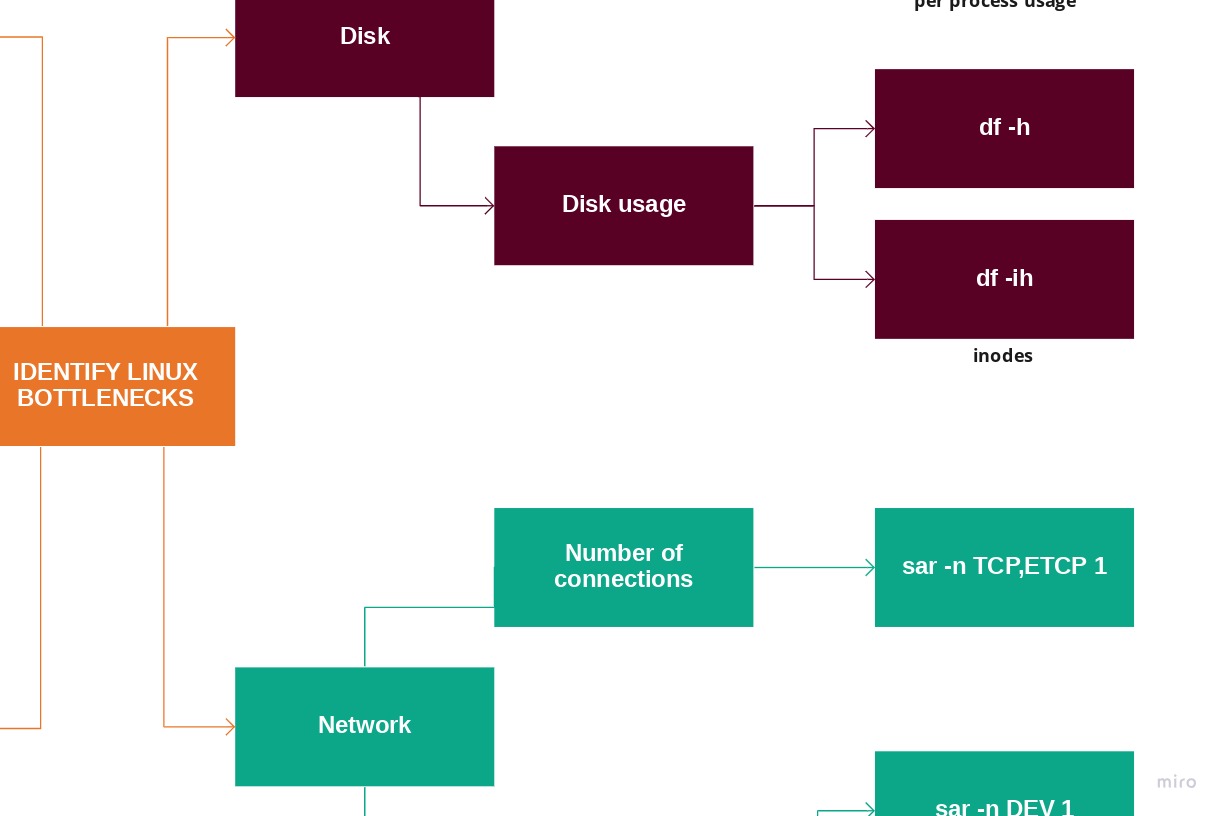 per process usage
Disk
df -h
Disk usage
df -ih
inodes
IDENTIFY LINUX
BOTTLENECKS
Number of
connections
sar -n TCP,ETCP 1
Network
sar -n DEV 1
miro